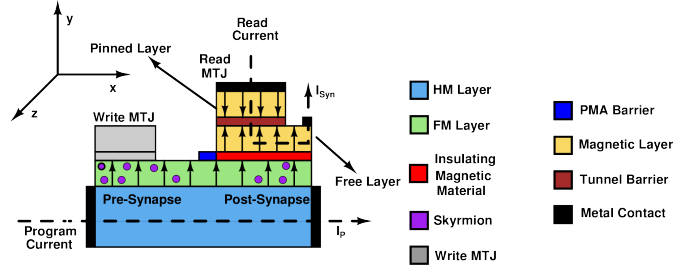 y
x
z
Read
Current
Pinned Layer
Read
MTJ
I_Syn
Write MTJ
Free Layer
Pre-Synapse
Post-Synapse
Program
Current
I_P
HM Layer
FM Layer
Insulating
Magnetic
Material
Skyrmion
Write MTJ
PMA Barrier
Magnetic Layer
Tunnel Barrier
Metal Contact